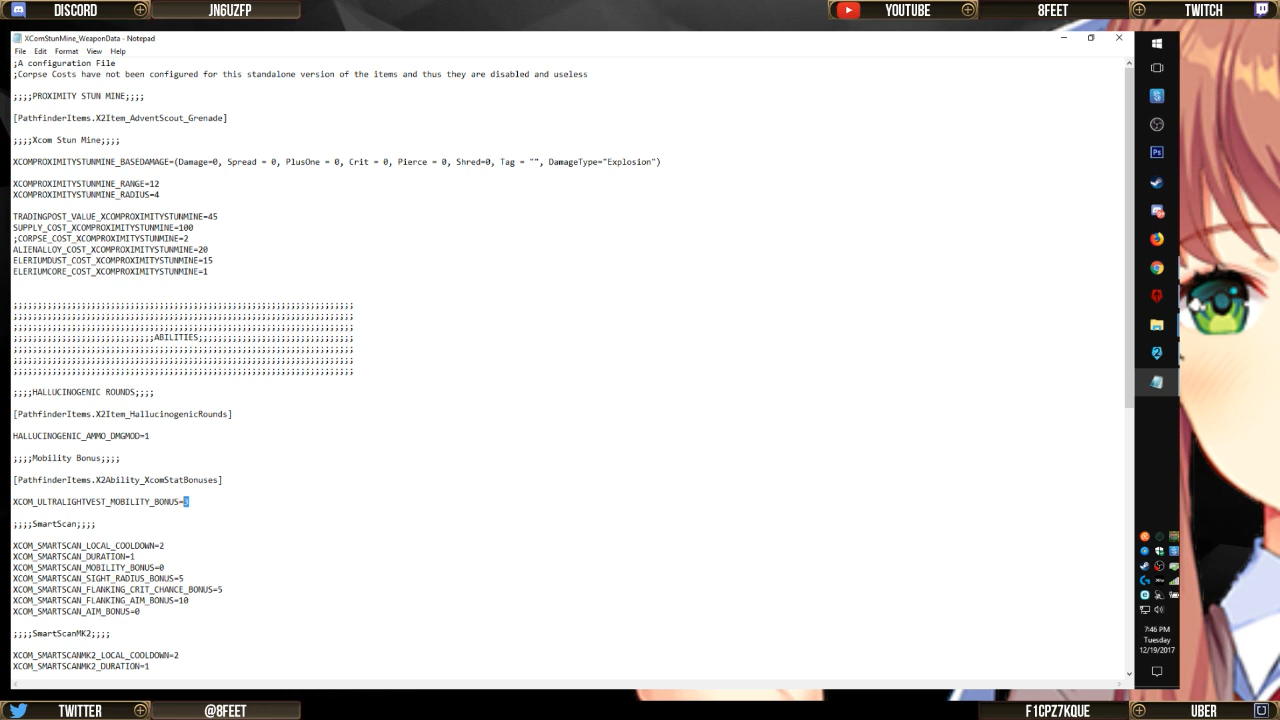 DISCORD
JN6UZFP
YOUTUBE
8FEET
TWITCH
XComStunMine_WeaponData - Notepad
File Edit Format View Help
;A configuration File
;Corpse Costs have not been configured for this standalone version of the items and thus they are disabled and useless
;;;;PROXIMITY STUN MINE;;;;
[PathfinderItems.X2Item_AdventScout_Grenade]
;;;;Xcom Stun Mine;;;;
XCOMPROXIMITYSTUNMINE_BASEDAMAGE=(Damage=0, Spread = 0, PlusOne = 0, Crit = 0, Pierce = 0, Shred=0, Tag = "", DamageType="Explosion")
XCOMPROXIMITYSTUNMINE_RANGE=12
XCOMPROXIMITYSTUNMINE_RADIUS=4
TRADINGPOST_VALUE_XCOMPROXIMITYSTUNMINE=45
SUPPLY_COST_XCOMPROXIMITYSTUNMINE=100
;CORPSE_COST_XCOMPROXIMITYSTUNMINE=2
ALIENALLOY_COST_XCOMPROXIMITYSTUNMINE=20
ELERIUMDUST_COST_XCOMPROXIMITYSTUNMINE=15
ELERIUMCORE_COST_XCOMPROXIMITYSTUNMINE=1
;;;;;;;;;;;;;;;;;;;;;;;;;;;;;;;;;;;;;;;;;;;;;;;;;;;;;;;;;;;;;;;;;;;;;;
;;;;;;;;;;;;;;;;;;;;;;;;;;;;;;;;;;;;;;;;;;;;;;;;;;;;;;;;;;;;;;;;;;;;;;
;;;;;;;;;;;;;;;;;;;;;;;;;;;;;;;;;;;;;;;;;;;;;;;;;;;;;;;;;;;;;;;;;;;;;;
;;;;;;;;;;;;;;;;;;;;;;;;;;;;;ABILITIES;;;;;;;;;;;;;;;;;;;;;;;;;;;;;;;;
;;;;;;;;;;;;;;;;;;;;;;;;;;;;;;;;;;;;;;;;;;;;;;;;;;;;;;;;;;;;;;;;;;;;;;
;;;;;;;;;;;;;;;;;;;;;;;;;;;;;;;;;;;;;;;;;;;;;;;;;;;;;;;;;;;;;;;;;;;;;;
;;;;;;;;;;;;;;;;;;;;;;;;;;;;;;;;;;;;;;;;;;;;;;;;;;;;;;;;;;;;;;;;;;;;;;
;;;;HALLUCINOGENIC ROUNDS;;;;
[PathfinderItems.X2Item_HallucinogenicRounds]
HALLUCINOGENIC_AMMO_DMGMOD=1
;;;;Mobility Bonus;;;;
[PathfinderItems.X2Ability_XcomStatBonuses]
XCOM_ULTRALIGHTVEST_MOBILITY_BONUS=3
;;;;SmartScan;;;;
XCOM_SMARTSCAN_LOCAL_COOLDOWN=2
XCOM_SMARTSCAN_DURATION=1
XCOM_SMARTSCAN_MOBILITY_BONUS=0
XCOM_SMARTSCAN_SIGHT_RADIUS_BONUS=5
XCOM_SMARTSCAN_FLANKING_CRIT_CHANCE_BONUS=5
XCOM_SMARTSCAN_FLANKING_AIM_BONUS=10
XCOM_SMARTSCAN_AIM_BONUS=0
;;;;SmartScanMK2;;;;
XCOM_SMARTSCANMK2_LOCAL_COOLDOWN=2
XCOM_SMARTSCANMK2_DURATION=1
7:46 PM
Tuesday
12/19/2017
TWITTER
@8FEET
F1CPZ7KQUE
UBER